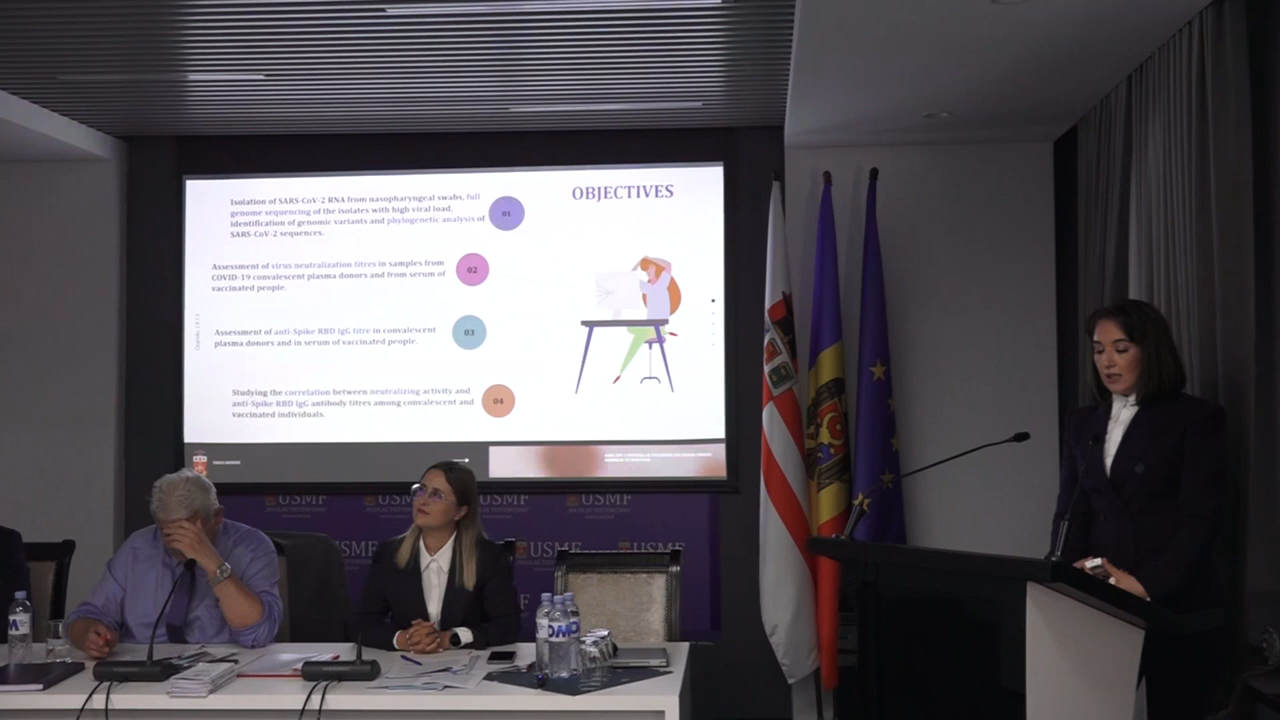 OBJECTIVES
Isolation of SARS-CoV-2 RNA from nasopharyngeal swabs, full
genome sequencing of the isolates with high viral load,
identification of genomic variants and phylogenetic analysis of
SARS-CoV-2 sequences.
01
Assessment of virus neutralization titres in samples from
COVID-19 convalescent plasma donors and from serum of
vaccinated people.
02
Assessment of anti-Spike RBD IgG titre in convalescent
plasma donors and in serum of vaccinated people.
03
Studying the correlation between neutralizing activity and
anti-Spike RBD IgG antibody titres among convalescent and
vaccinated individuals.
04
USMF
USMF
USMF
USMF
USMF
USMF
USMF